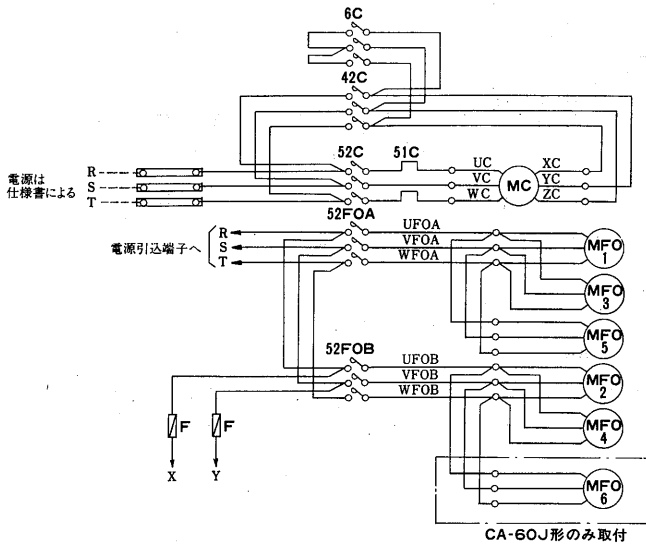 6C
42C
52C 51C UC XC
電源は R VC MC YC
仕様書による S WC ZC
T
52FOA
R UFOA
電源引込端子へ S VFOA MFO 1
T WFOA
MFO 3
MFO 5
52FOB UFOB
VFOB MFO 2
WFOB
F F MFO 4
X Y
MFO 6
CA-60J形のみ取付